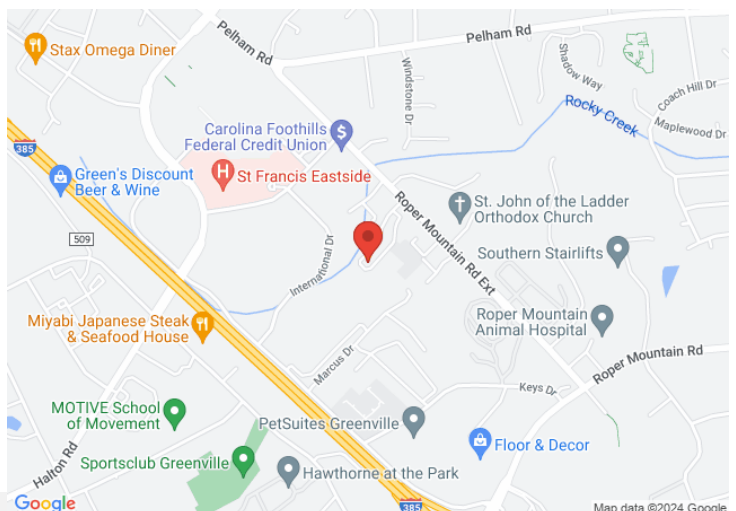 Pelham Rd
Pelham Rd
Stax Omega Diner
Windstone Dr
Shadow Way
Coach Hill Dr
Maplewood Dr
Rocky Creek
Carolina Foothills
Federal Credit Union
$
385
Green's Discount
Beer & Wine
H
St Francis Eastside
Roper Mountain Rd Ext
St. John of the Ladder
Orthodox Church
509
International Dr
Southern Stairlifts
Miyabi Japanese Steak
& Seafood House
Roper Mountain
Animal Hospital
Marcus Dr
Roper Mountain Rd
Keys Dr
MOTIVE School
of Movement
PetSuites Greenville
Floor & Decor
Halton Rd
Sportsclub Greenville
Hawthorne at the Park
385
Google
Map data ©2024 Google